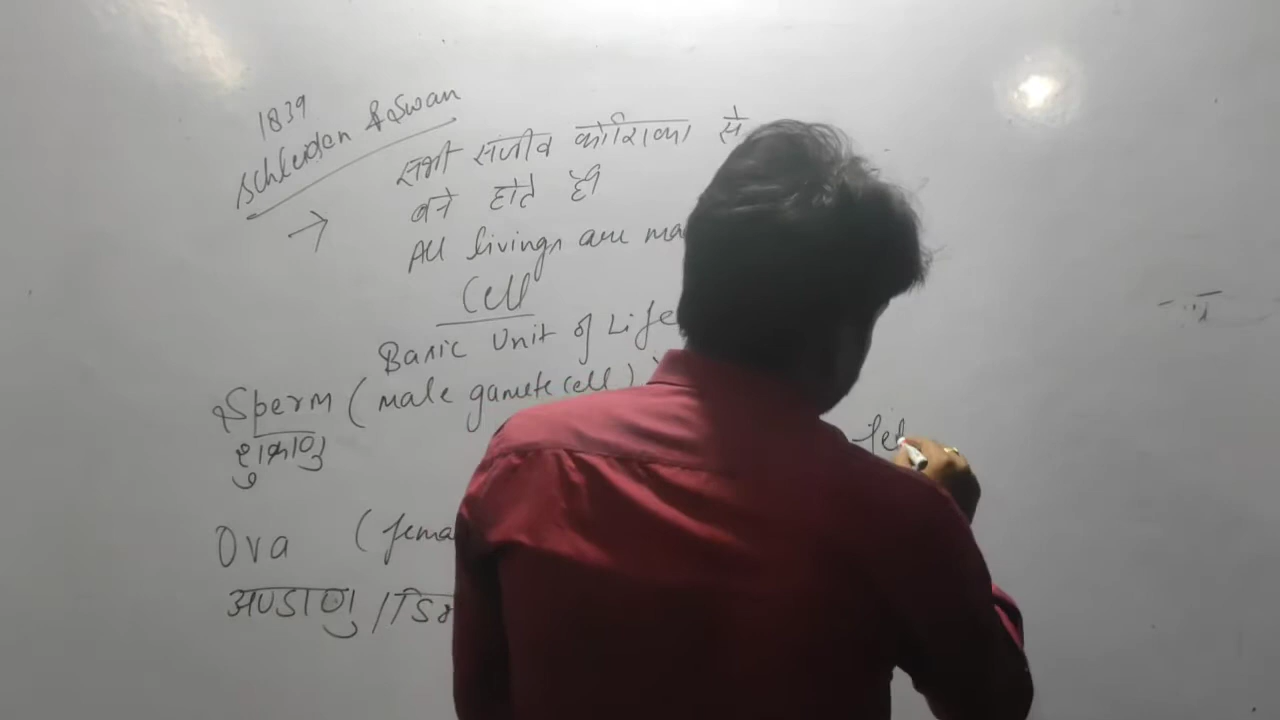 1839
Schleiden & Swan
सभी सजीव कोशिका से
→ बने होते है
All livings are ma
Cell
Basic Unit of Life
Sperm (male gamete cell)
शुक्राणु
fet
Ova (fema
अण्डाणु / डिम